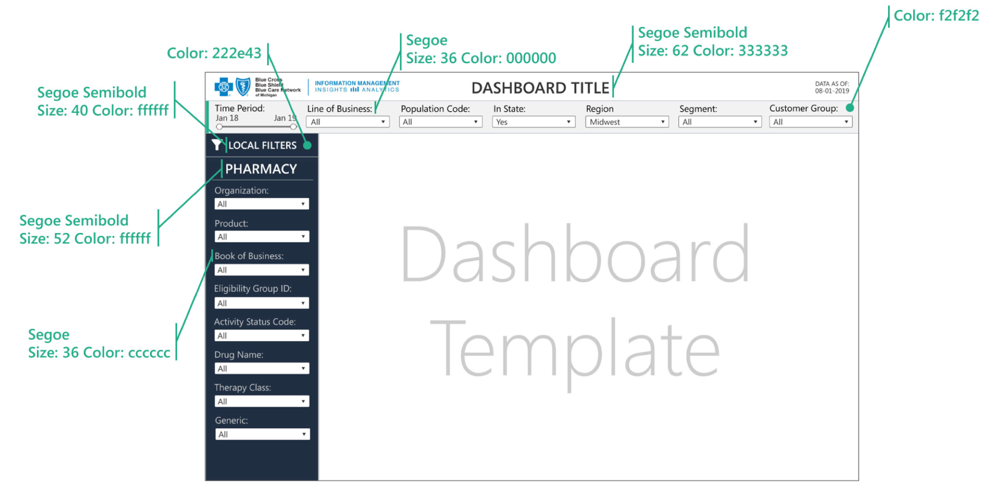 Color: f2f2f2
Segoe Semibold
Size: 62 Color: 333333
Segoe
Size: 36 Color: 000000
Color: 222e43
Segoe Semibold
Size: 40 Color: ffffff
Segoe Semibold
Size: 52 Color: ffffff
Segoe
Size: 36 Color: cccccc
Blue Cross
Blue Shield
Blue Care Network
of Michigan
INFORMATION MANAGEMENT
INSIGHTS ANALYTICS
DASHBOARD TITLE
DATA AS OF:
08-01-2019
Time Period:
Jan 18 Jan 19
Line of Business:
All
Population Code:
All
In State:
Yes
Region
Midwest
Segment:
All
Customer Group:
All
LOCAL FILTERS
PHARMACY
Organization:
All
Product:
All
Book of Business:
All
Eligibility Group ID:
All
Activity Status Code:
All
Drug Name:
All
Therapy Class:
All
Generic:
All
Dashboard
Template